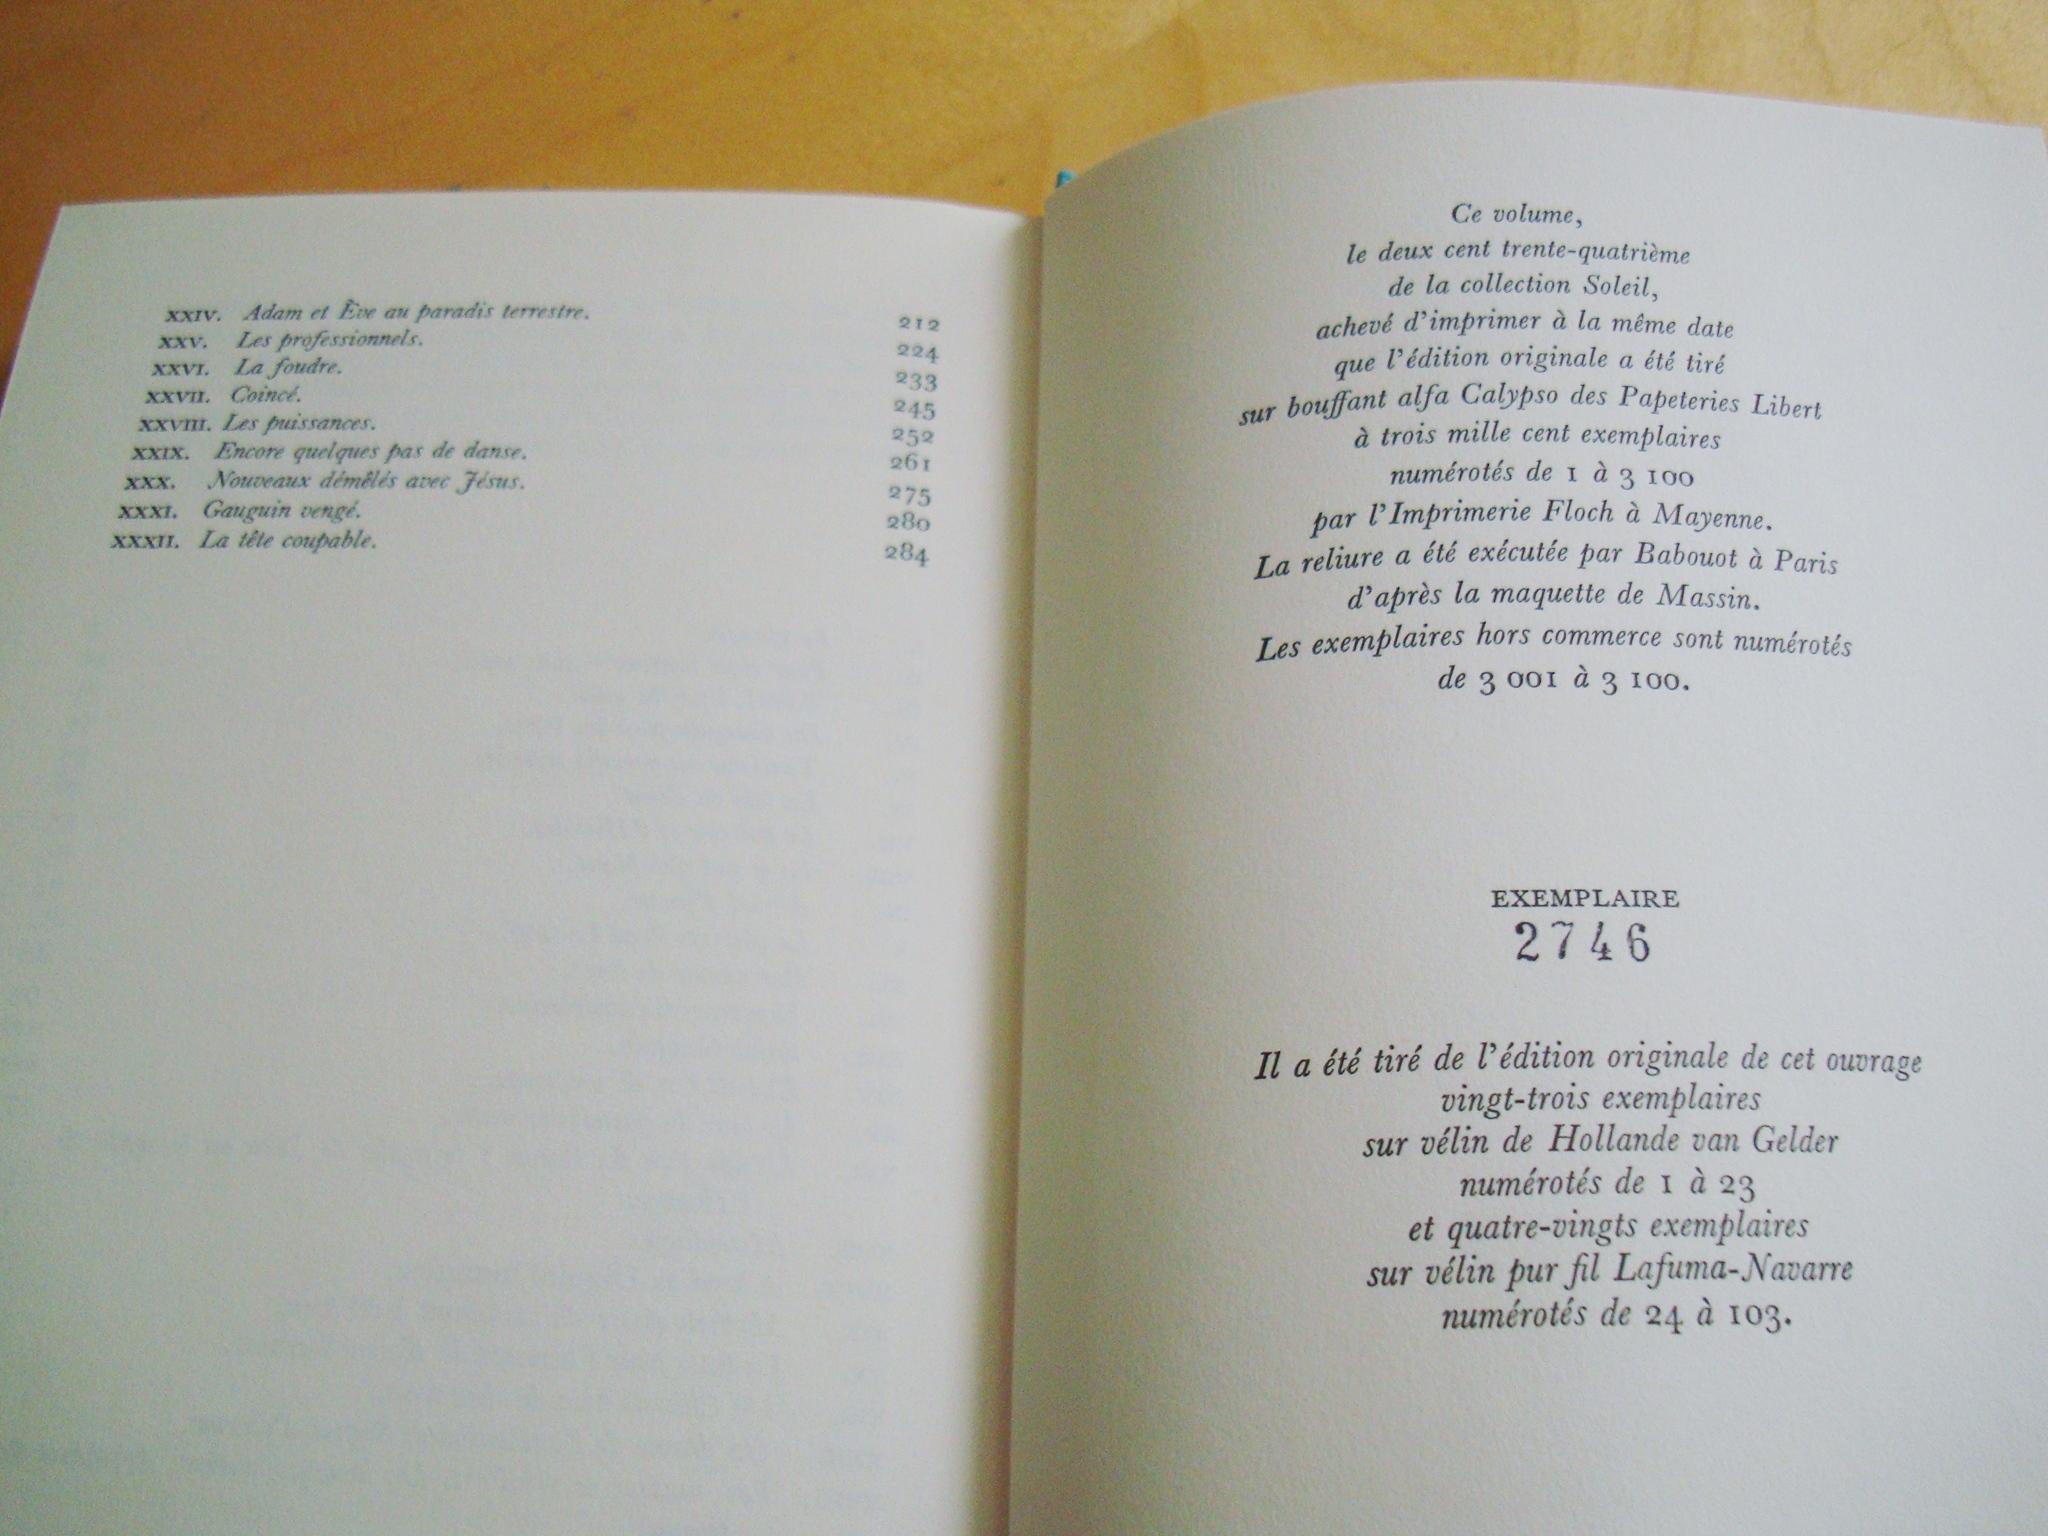 XXIV. Adam et Ève au paradis terrestre. 212
XXV. Les professionnels. 224
XXVI. La foudre. 233
XXVII. Coincé. 245
XXVIII. Les puissances. 252
XXIX. Encore quelques pas de danse. 261
XXX. Nouveaux démêlés avec Jésus. 275
XXXI. Gauguin vengé. 280
XXXII. La tête coupable. 284
Ce volume,
le deux cent trente-quatrième
de la collection Soleil,
achevé d'imprimer à la même date
que l'édition originale a été tiré
sur bouffant alfa Calypso des Papeteries Libert
à trois mille cent exemplaires
numérotés de 1 à 3 100
par l'Imprimerie Floch à Mayenne.
La reliure a été exécutée par Babouot à Paris
d'après la maquette de Massin.
Les exemplaires hors commerce sont numérotés
de 3 001 à 3 100.
EXEMPLAIRE
2746
Il a été tiré de l'édition originale de cet ouvrage
vingt-trois exemplaires
sur vélin de Hollande van Gelder
numérotés de 1 à 23
et quatre-vingts exemplaires
sur vélin pur fil Lafuma-Navarre
numérotés de 24 à 103.